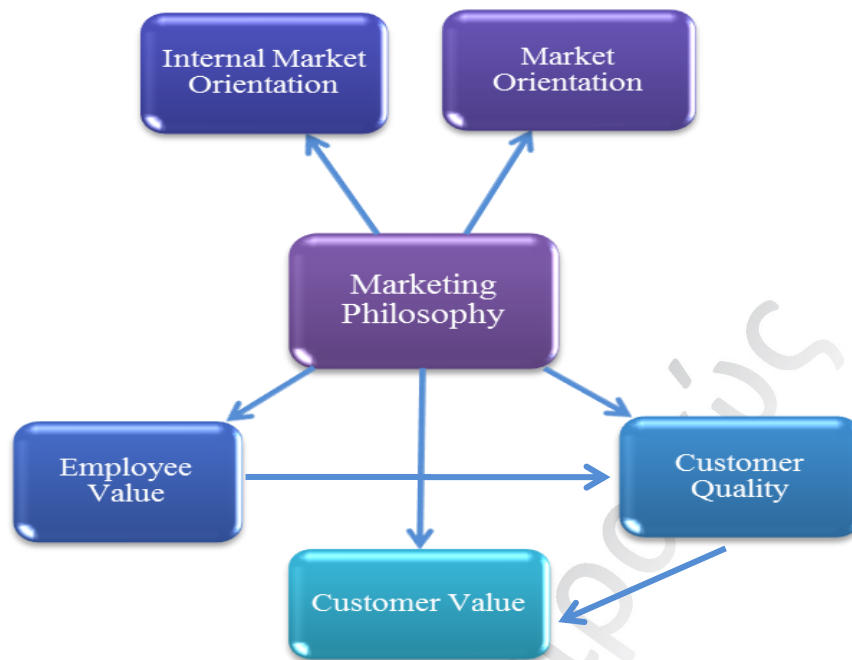 Internal Market
Orientation
Market
Orientation
Marketing
Philosophy
Employee
Value
Customer
Quality
Customer Value